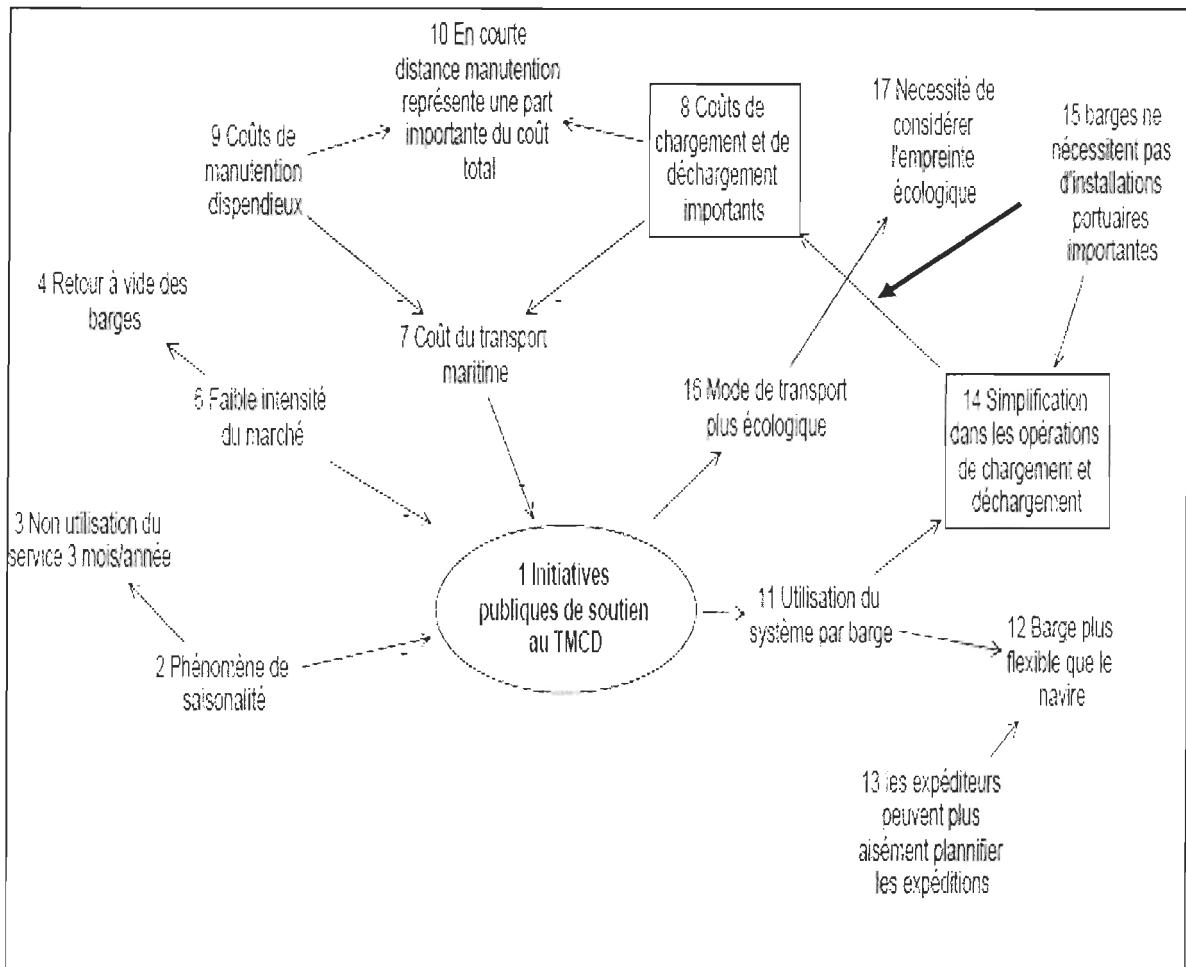 10 En courte
distance manutention
représente une part
importante du coût
total
8 Coûts de
chargement et de
déchargement
importants
17 Necessité de
considérer
l'empreinte
écologique
15 barges ne
nécessitent pas
d'installations
portuaires
importantes
9 Coûts de
manutention
dispendieux
4 Retour à vide des
barges
7 Coût du transport
maritime
6 Faible intensité
du marché
16 Mode de transport
plus écologique
14 Simplification
dans les opérations
de chargement et
déchargement
3 Non utilisation du
service 3 mois/année
1 Initiatives
publiques de soutien
au TMCD
11 Utilisation du
système par barge
12 Barge plus
flexible que le
navire
2 Phénomène de
saisonalité
13 les expéditeurs
peuvent plus
aisément plannifier
les expéditions